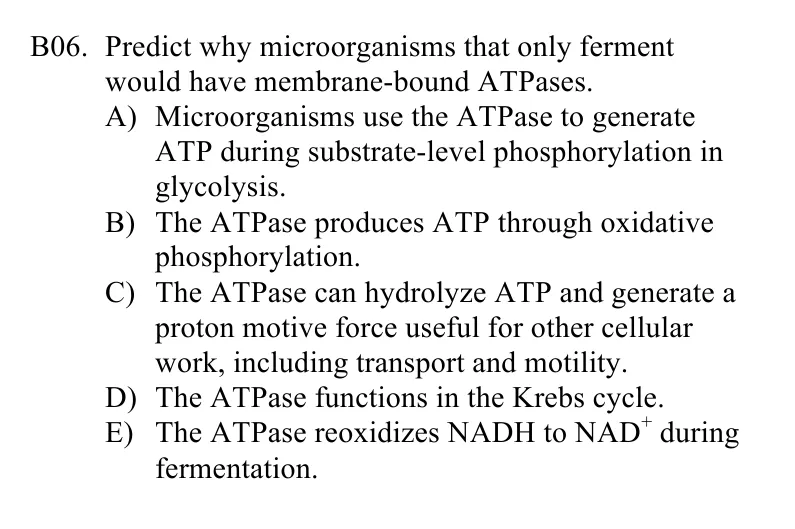 B06. Predict why microorganisms that only ferment
would have membrane-bound ATPases.
A) Microorganisms use the ATPase to generate
ATP during substrate-level phosphorylation in
glycolysis.
B) The ATPase produces ATP through oxidative
phosphorylation.
C) The ATPase can hydrolyze ATP and generate a
proton motive force useful for other cellular
work, including transport and motility.
D) The ATPase functions in the Krebs cycle.
E) The ATPase reoxidizes NADH to NAD⁺ during
fermentation.